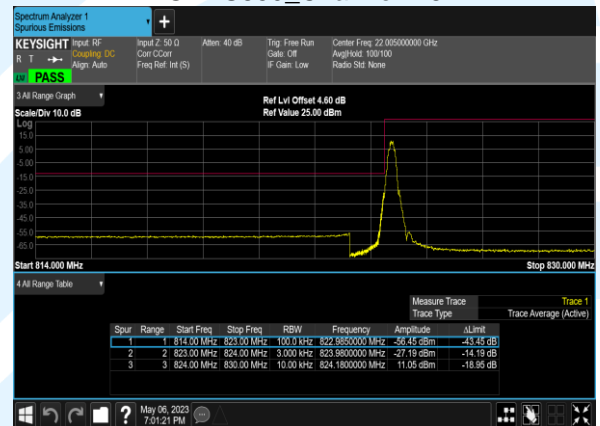 Spectrum Analyzer 1
Spurious Emissions
KEYSIGHT Input: RF Input Z: 50 Ω Atten: 40 dB Trig: Free Run Center Freq: 22.005000000 GHz
R T Coupling: DC Corr CCorr Gate: Off Avg|Hold: 100/100
Align: Auto Freq Ref: Int (S) IF Gain: Low Radio Std: None
PASS
3 All Range Graph
Ref Lvl Offset 4.60 dB
Scale/Div 10.0 dB Ref Value 25.00 dBm
Log
15.0
5.00
-5.00
-15.0
-25.0
-35.0
-45.0
-55.0
-65.0
Start 814.000 MHz Stop 830.000 MHz
4 All Range Table
Measure Trace Trace 1
Trace Type Trace Average (Active)
Spur Range Start Freq Stop Freq RBW Frequency Amplitude ΔLimit
1 1 814.00 MHz 823.00 MHz 100.0 kHz 822.9850000 MHz -56.45 dBm -43.45 dB
2 2 823.00 MHz 824.00 MHz 3.000 kHz 823.9800000 MHz -27.19 dBm -14.19 dB
3 3 824.00 MHz 830.00 MHz 10.00 kHz 824.1800000 MHz 11.05 dBm -18.95 dB
? May 06, 2023
7:01:21 PM